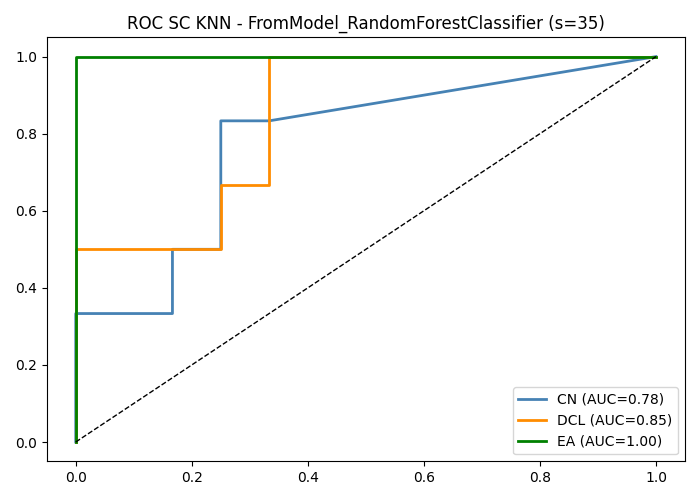 ROC SC KNN - FromModel_RandomForestClassifier (s=35)
1.0
0.8
0.6
0.4
0.2
0.0
0.0 0.2 0.4 0.6 0.8 1.0
CN (AUC=0.78)
DCL (AUC=0.85)
EA (AUC=1.00)